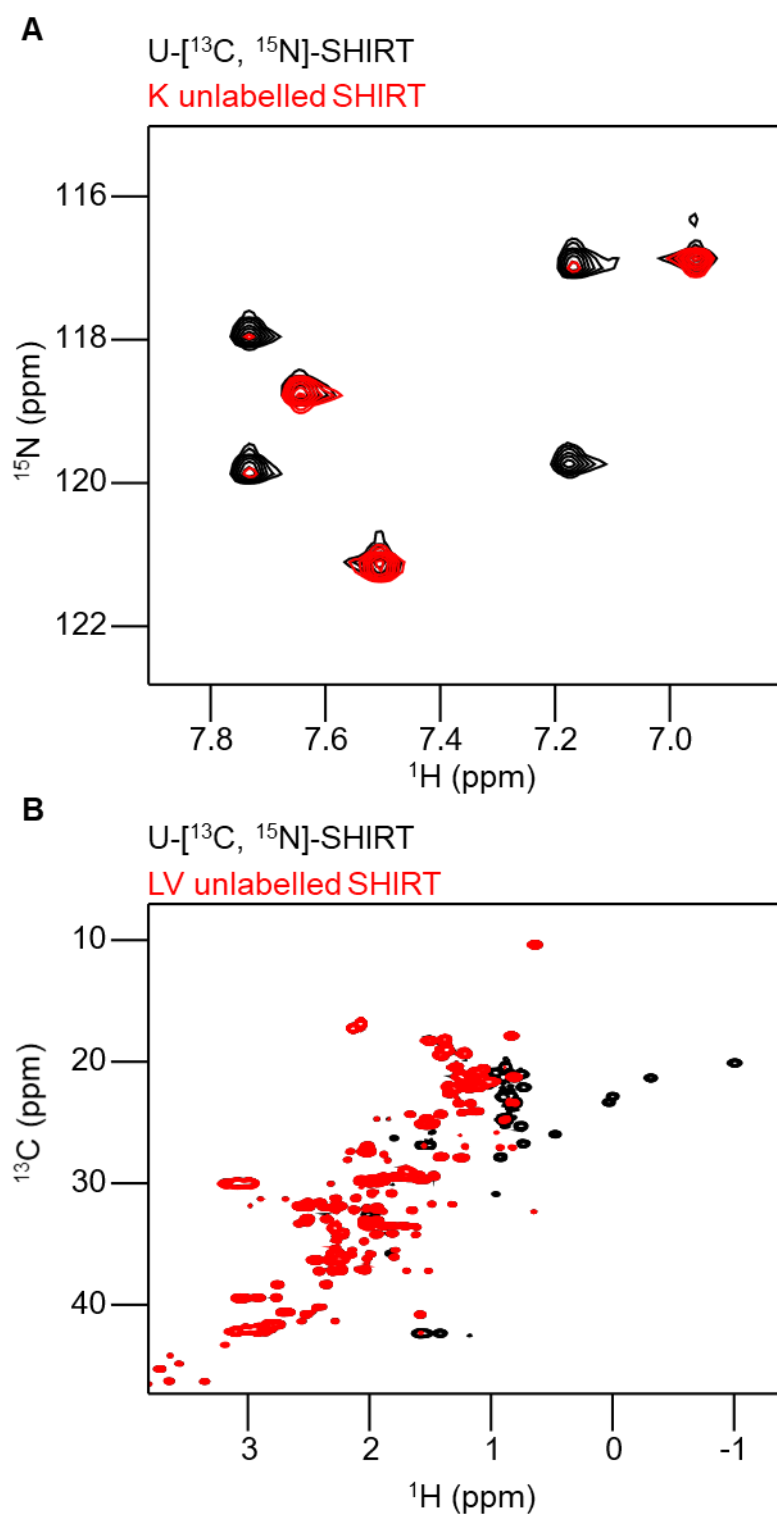 A
U-[¹³C, ¹⁵N]-SHIRT
K unlabelled SHIRT
116
118
120
122
¹⁵N (ppm)
7.8 7.6 7.4 7.2 7.0
¹H (ppm)
B
U-[¹³C, ¹⁵N]-SHIRT
LV unlabelled SHIRT
10
20
30
40
¹³C (ppm)
3 2 1 0 -1
¹H (ppm)